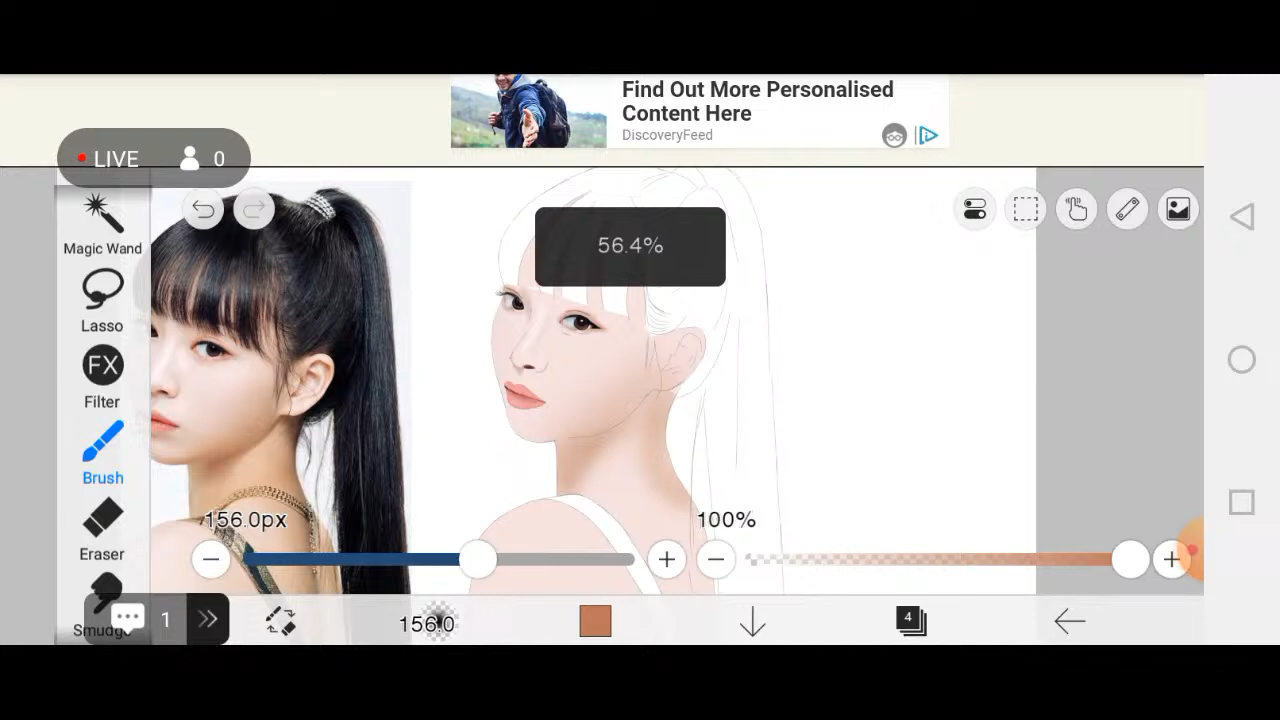 Find Out More Personalised
Content Here
DiscoveryFeed
LIVE
0
56.4%
Magic Wand
Lasso
FX
Filter
Brush
Eraser
Smudge
156.0px
100%
1
156.0
4